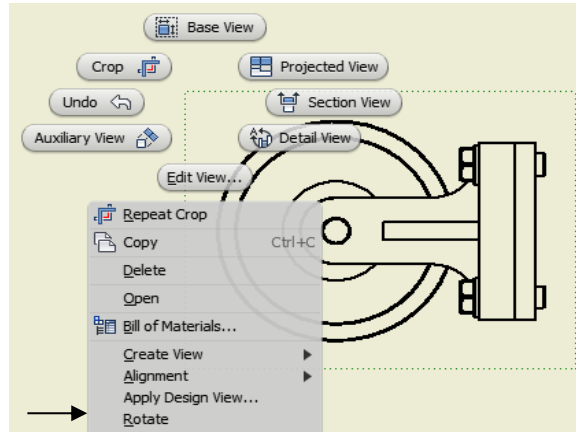 Base View
Crop
Projected View
Undo
Section View
Auxiliary View
Detail View
Edit View...
Repeat Crop
Copy Ctrl+C
Delete
Open
Bill of Materials...
Create View
Alignment
Apply Design View...
Rotate